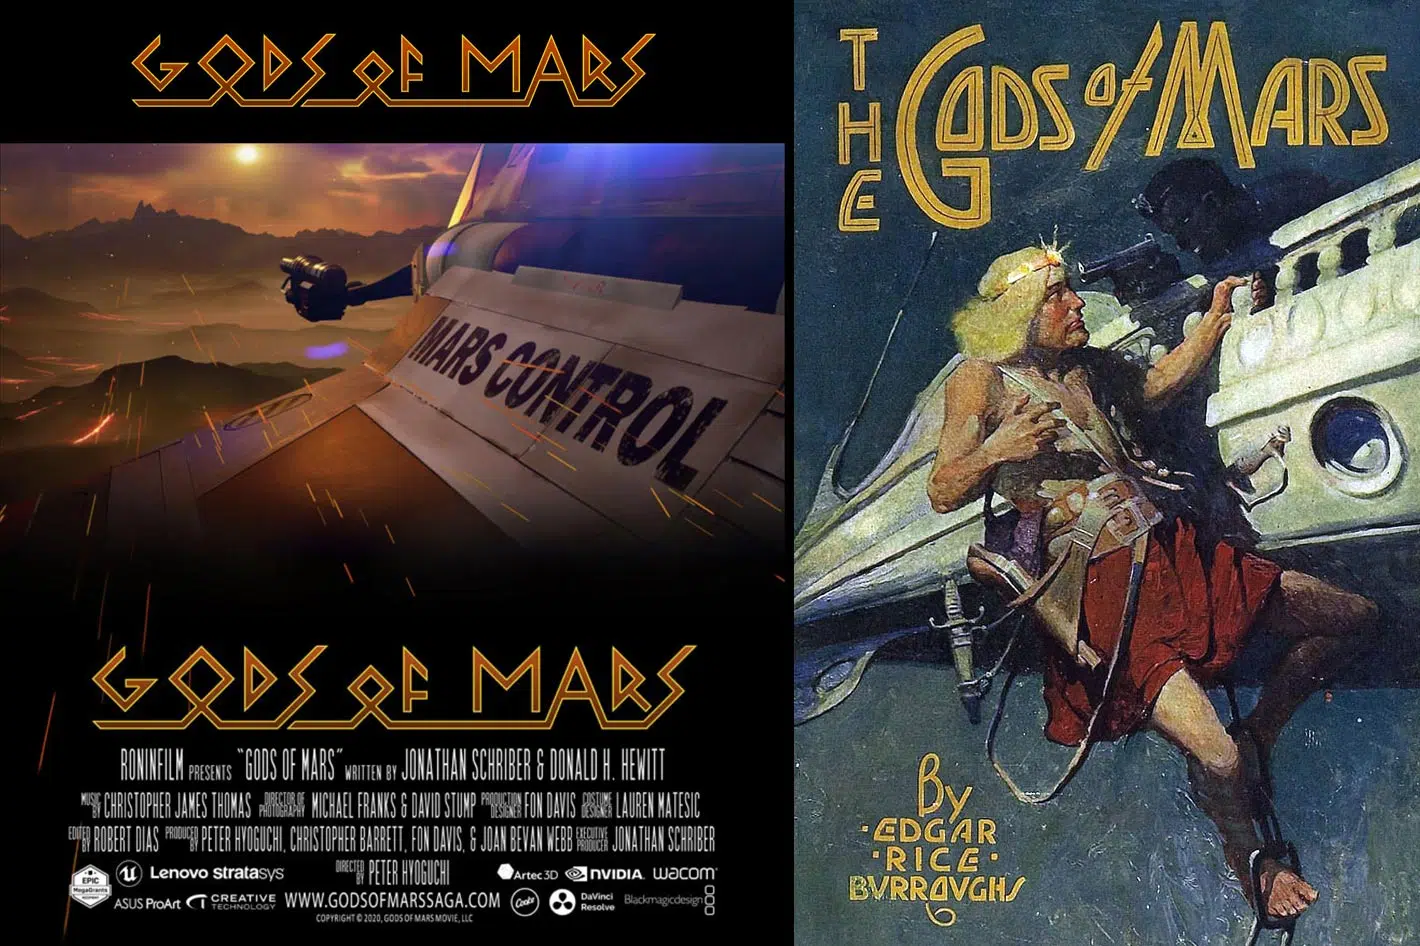 GODS OF MARS
MARS CONTROL
GODS OF MARS
RONINFILM PRESENTS "GODS OF MARS" WRITTEN BY JONATHAN SCHRIBER & DONALD H. HEWITT
MUSIC BY CHRISTOPHER JAMES THOMAS DIRECTOR OF PHOTOGRAPHY MICHAEL FRANKS & DAVID STUMP PRODUCTION DESIGNER FON DAVIS COSTUME DESIGNER LAUREN MATESIC
EDITED BY ROBERT DIAS PRODUCED BY PETER HYOGUCHI, CHRISTOPHER BARRETT, FON DAVIS, & JOAN BEVAN WEBB EXECUTIVE PRODUCER JONATHAN SCHRIBER
DIRECTED BY PETER HYOGUCHI
EPIC MegaGrants Lenovo stratasys Artec3D NVIDIA wacom
ASUS ProArt CREATIVE TECHNOLOGY WWW.GODSOFMARSSAGA.COM Cooke DaVinci Resolve Blackmagicdesign
COPYRIGHT © 2020, GODS OF MARS MOVIE, LLC
THE GODS of MARS
By
·EDGAR
·RICE·
BVRROVGHS